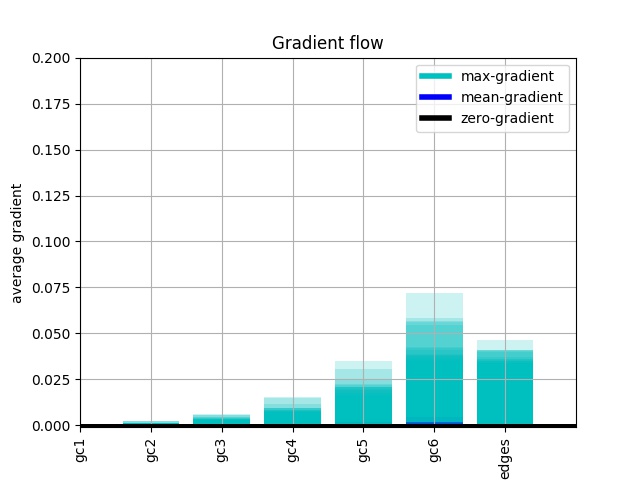 Gradient flow
max-gradient
mean-gradient
zero-gradient
average gradient
0.200
0.175
0.150
0.125
0.100
0.075
0.050
0.025
0.000
gc1
gc2
gc3
gc4
gc5
gc6
edges